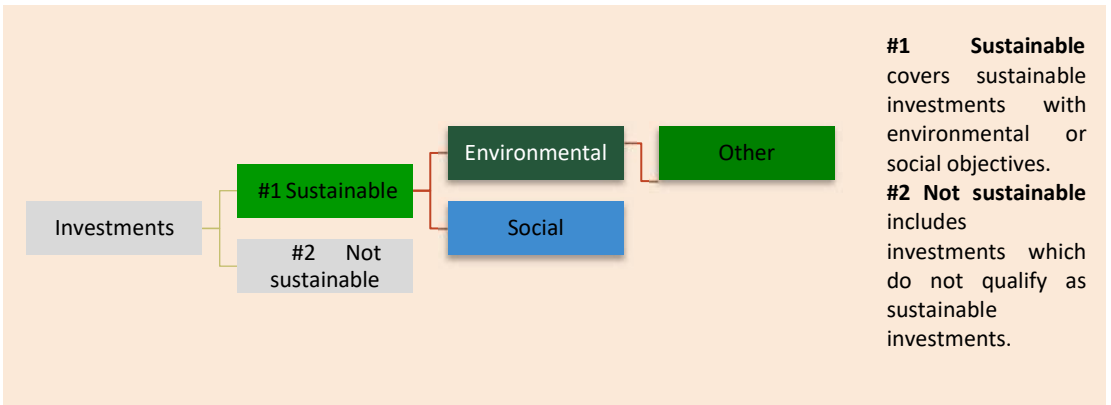 Investments
#1 Sustainable
#2 Not
sustainable
Environmental
Social
Other
#1 Sustainable
covers sustainable
investments with
environmental or
social objectives.
#2 Not sustainable
includes
investments which
do not qualify as
sustainable
investments.